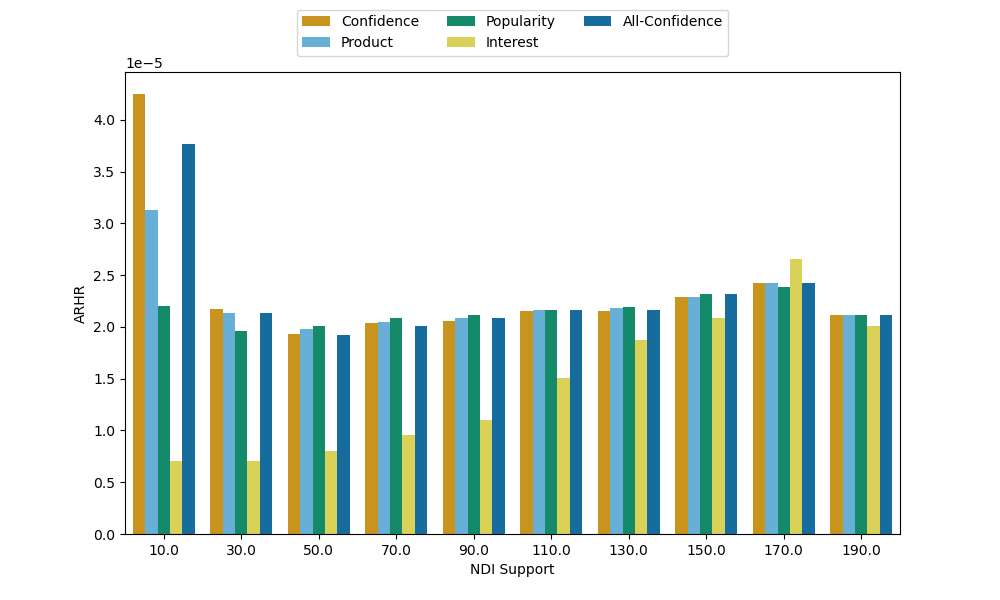 Confidence Popularity All-Confidence
Product Interest
1e−5
4.0
3.5
3.0
2.5
2.0
1.5
1.0
0.5
0.0
ARHR
10.0 30.0 50.0 70.0 90.0 110.0 130.0 150.0 170.0 190.0
NDI Support